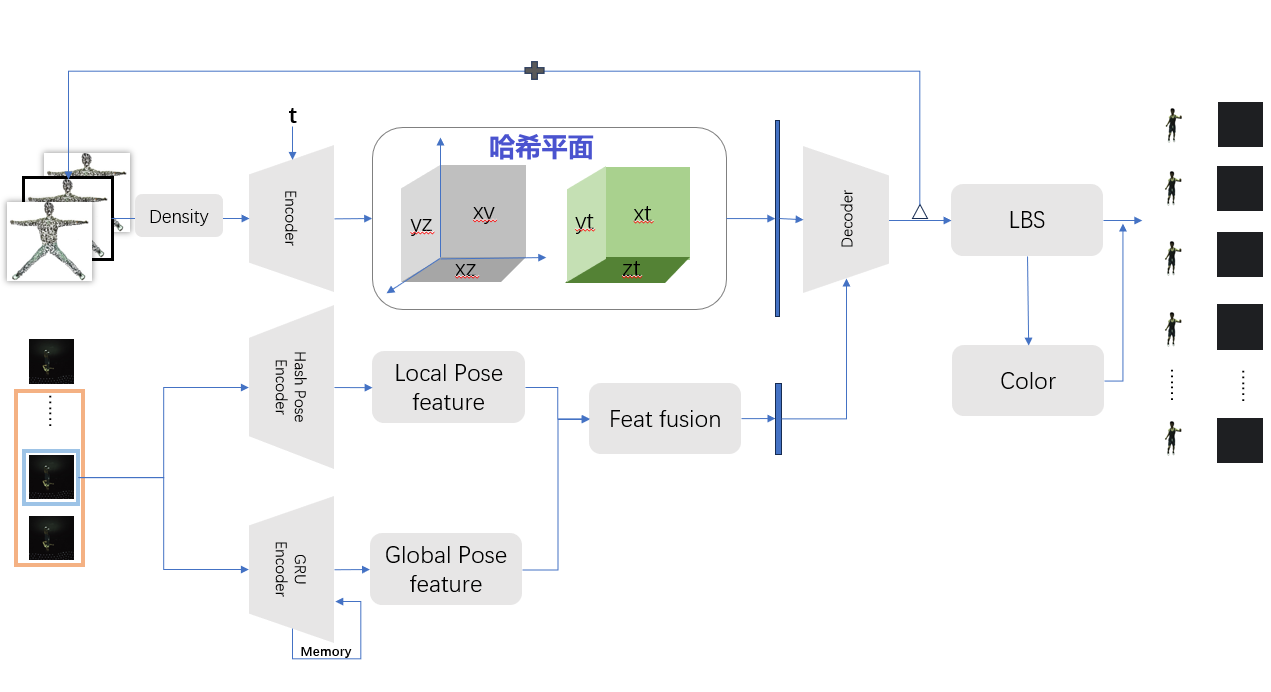 t
哈希平面
Density
Encoder
yz
xy
xz
yt
xt
zt
Decoder
LBS
Color
Hash Pose
Encoder
Local Pose
feature
Feat fusion
GRU
Encoder
Global Pose
feature
Memory